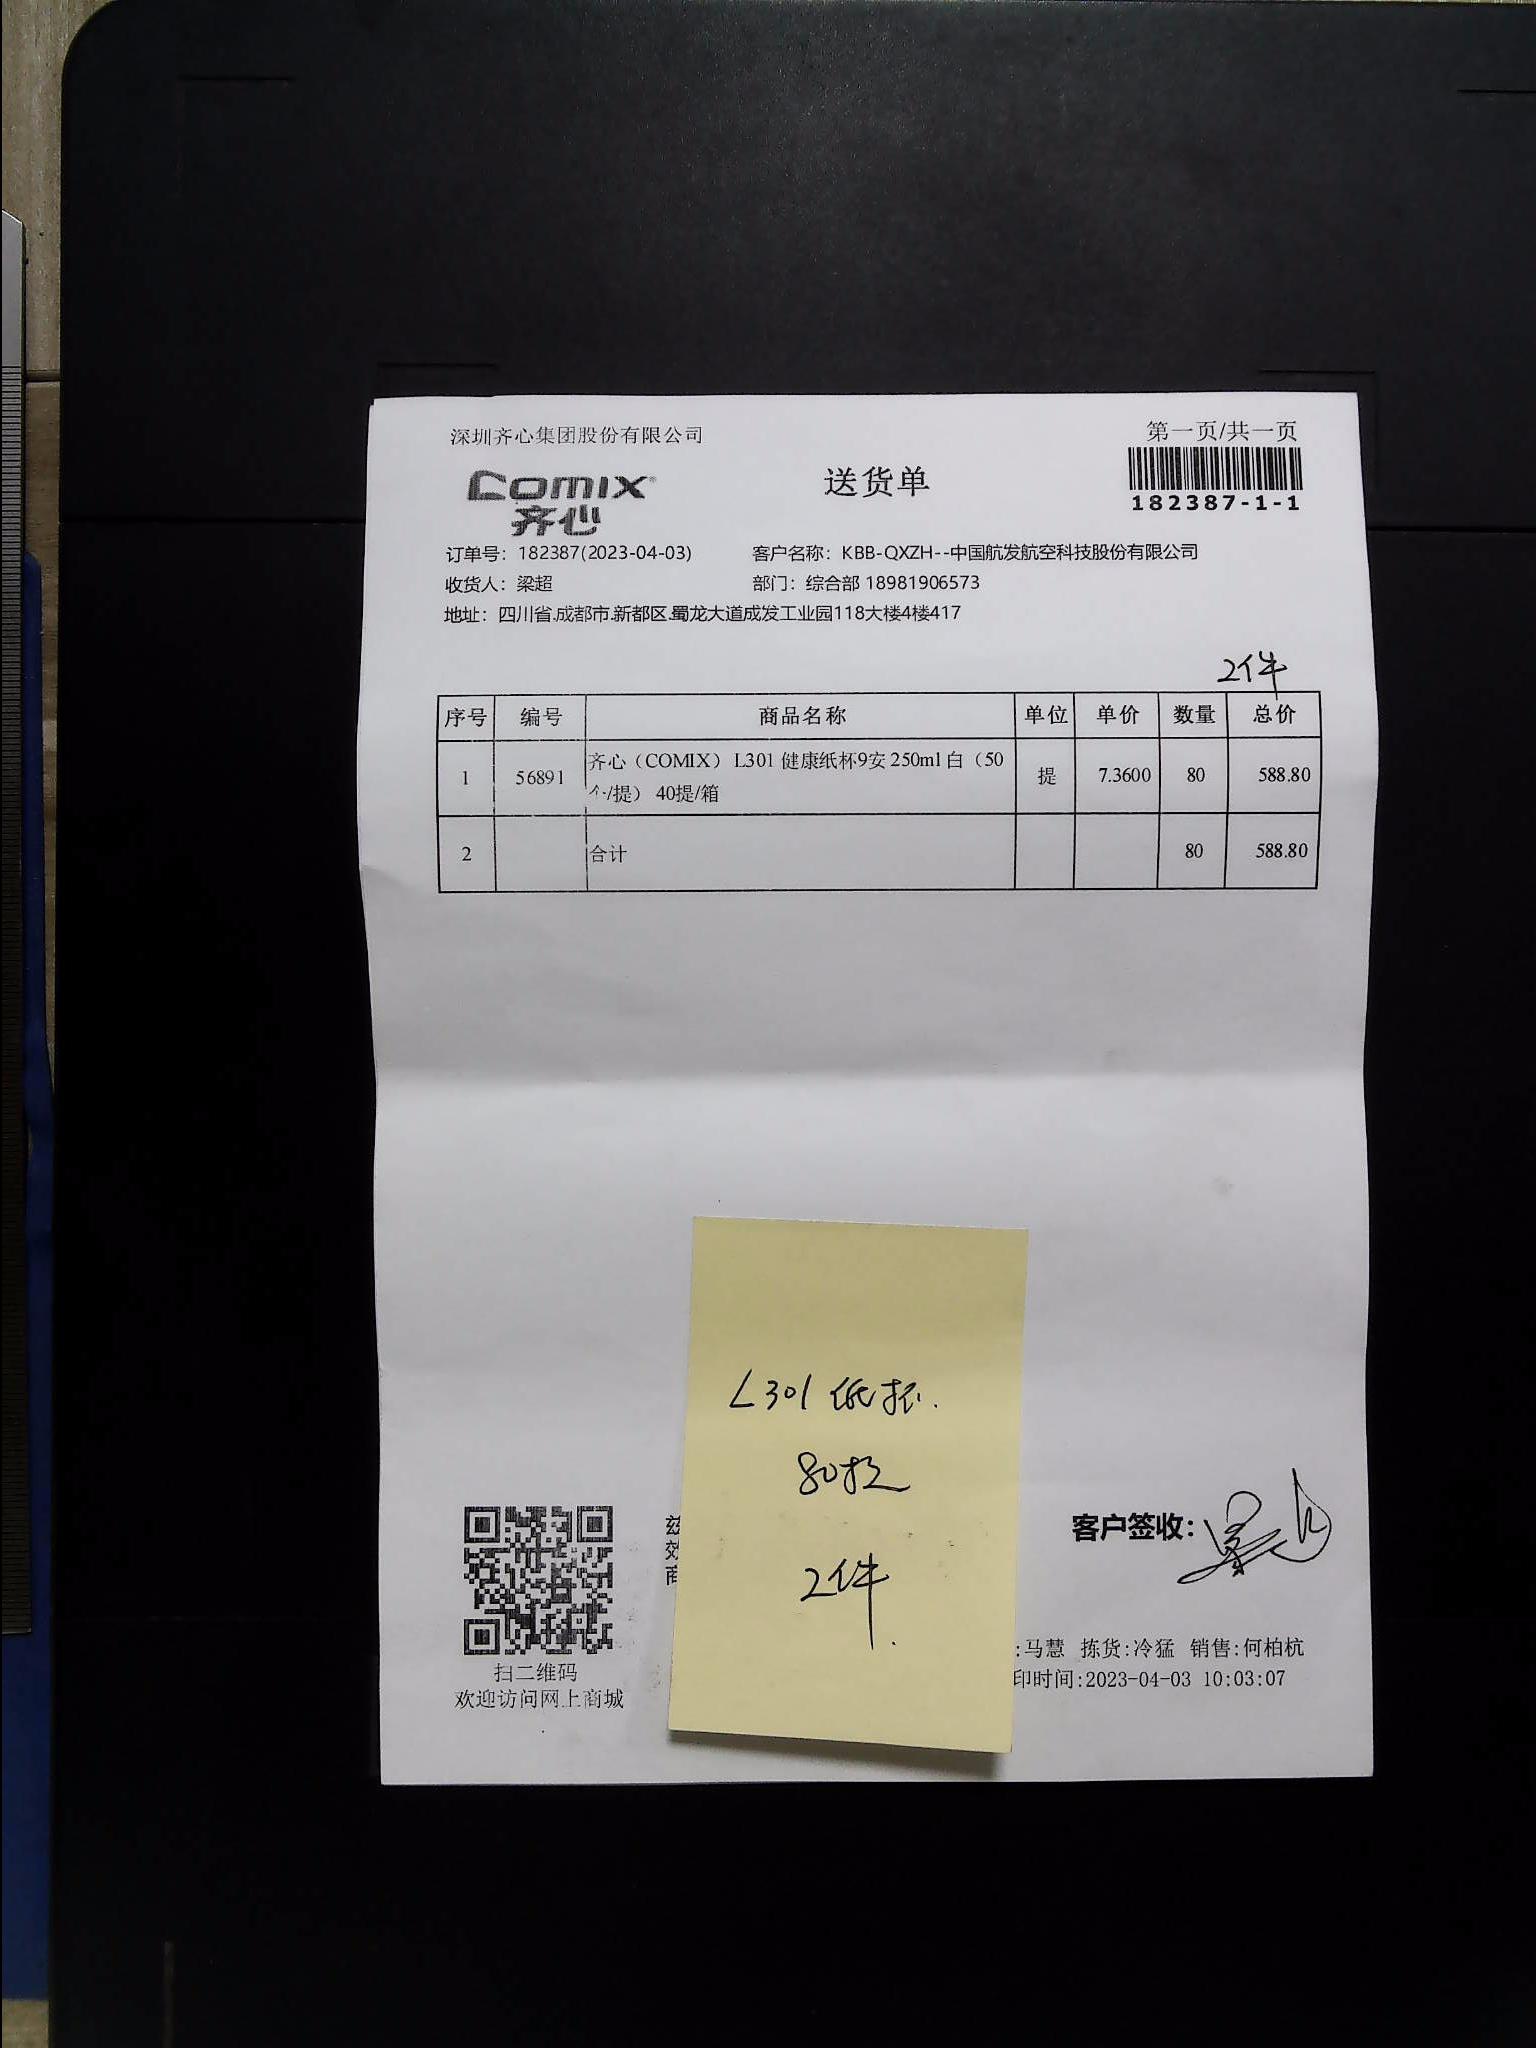 深圳齐心集团股份有限公司
第一页/共一页
COMIX
齐心
送货单
182387-1-1
订单号：182387(2023-04-03)
客户名称：KBB-QXZH--中国航发航空科技股份有限公司
收货人：梁超
部门：综合部 18981906573
地址：四川省.成都市.新都区.蜀龙大道成发工业园118大楼4楼417
2件
序号 编号 商品名称 单位 单价 数量 总价
1 56891 齐心（COMIX） L301 健康纸杯9安 250ml 白（50 提 7.3600 80 588.80
个/提） 40提/箱
2 合计 80 588.80
L301 纸杯.
80提
2件.
兹
效
商
客户签收：
:马慧 拣货:冷猛 销售:何柏杭
印时间:2023-04-03 10:03:07
扫二维码
欢迎访问网上商城